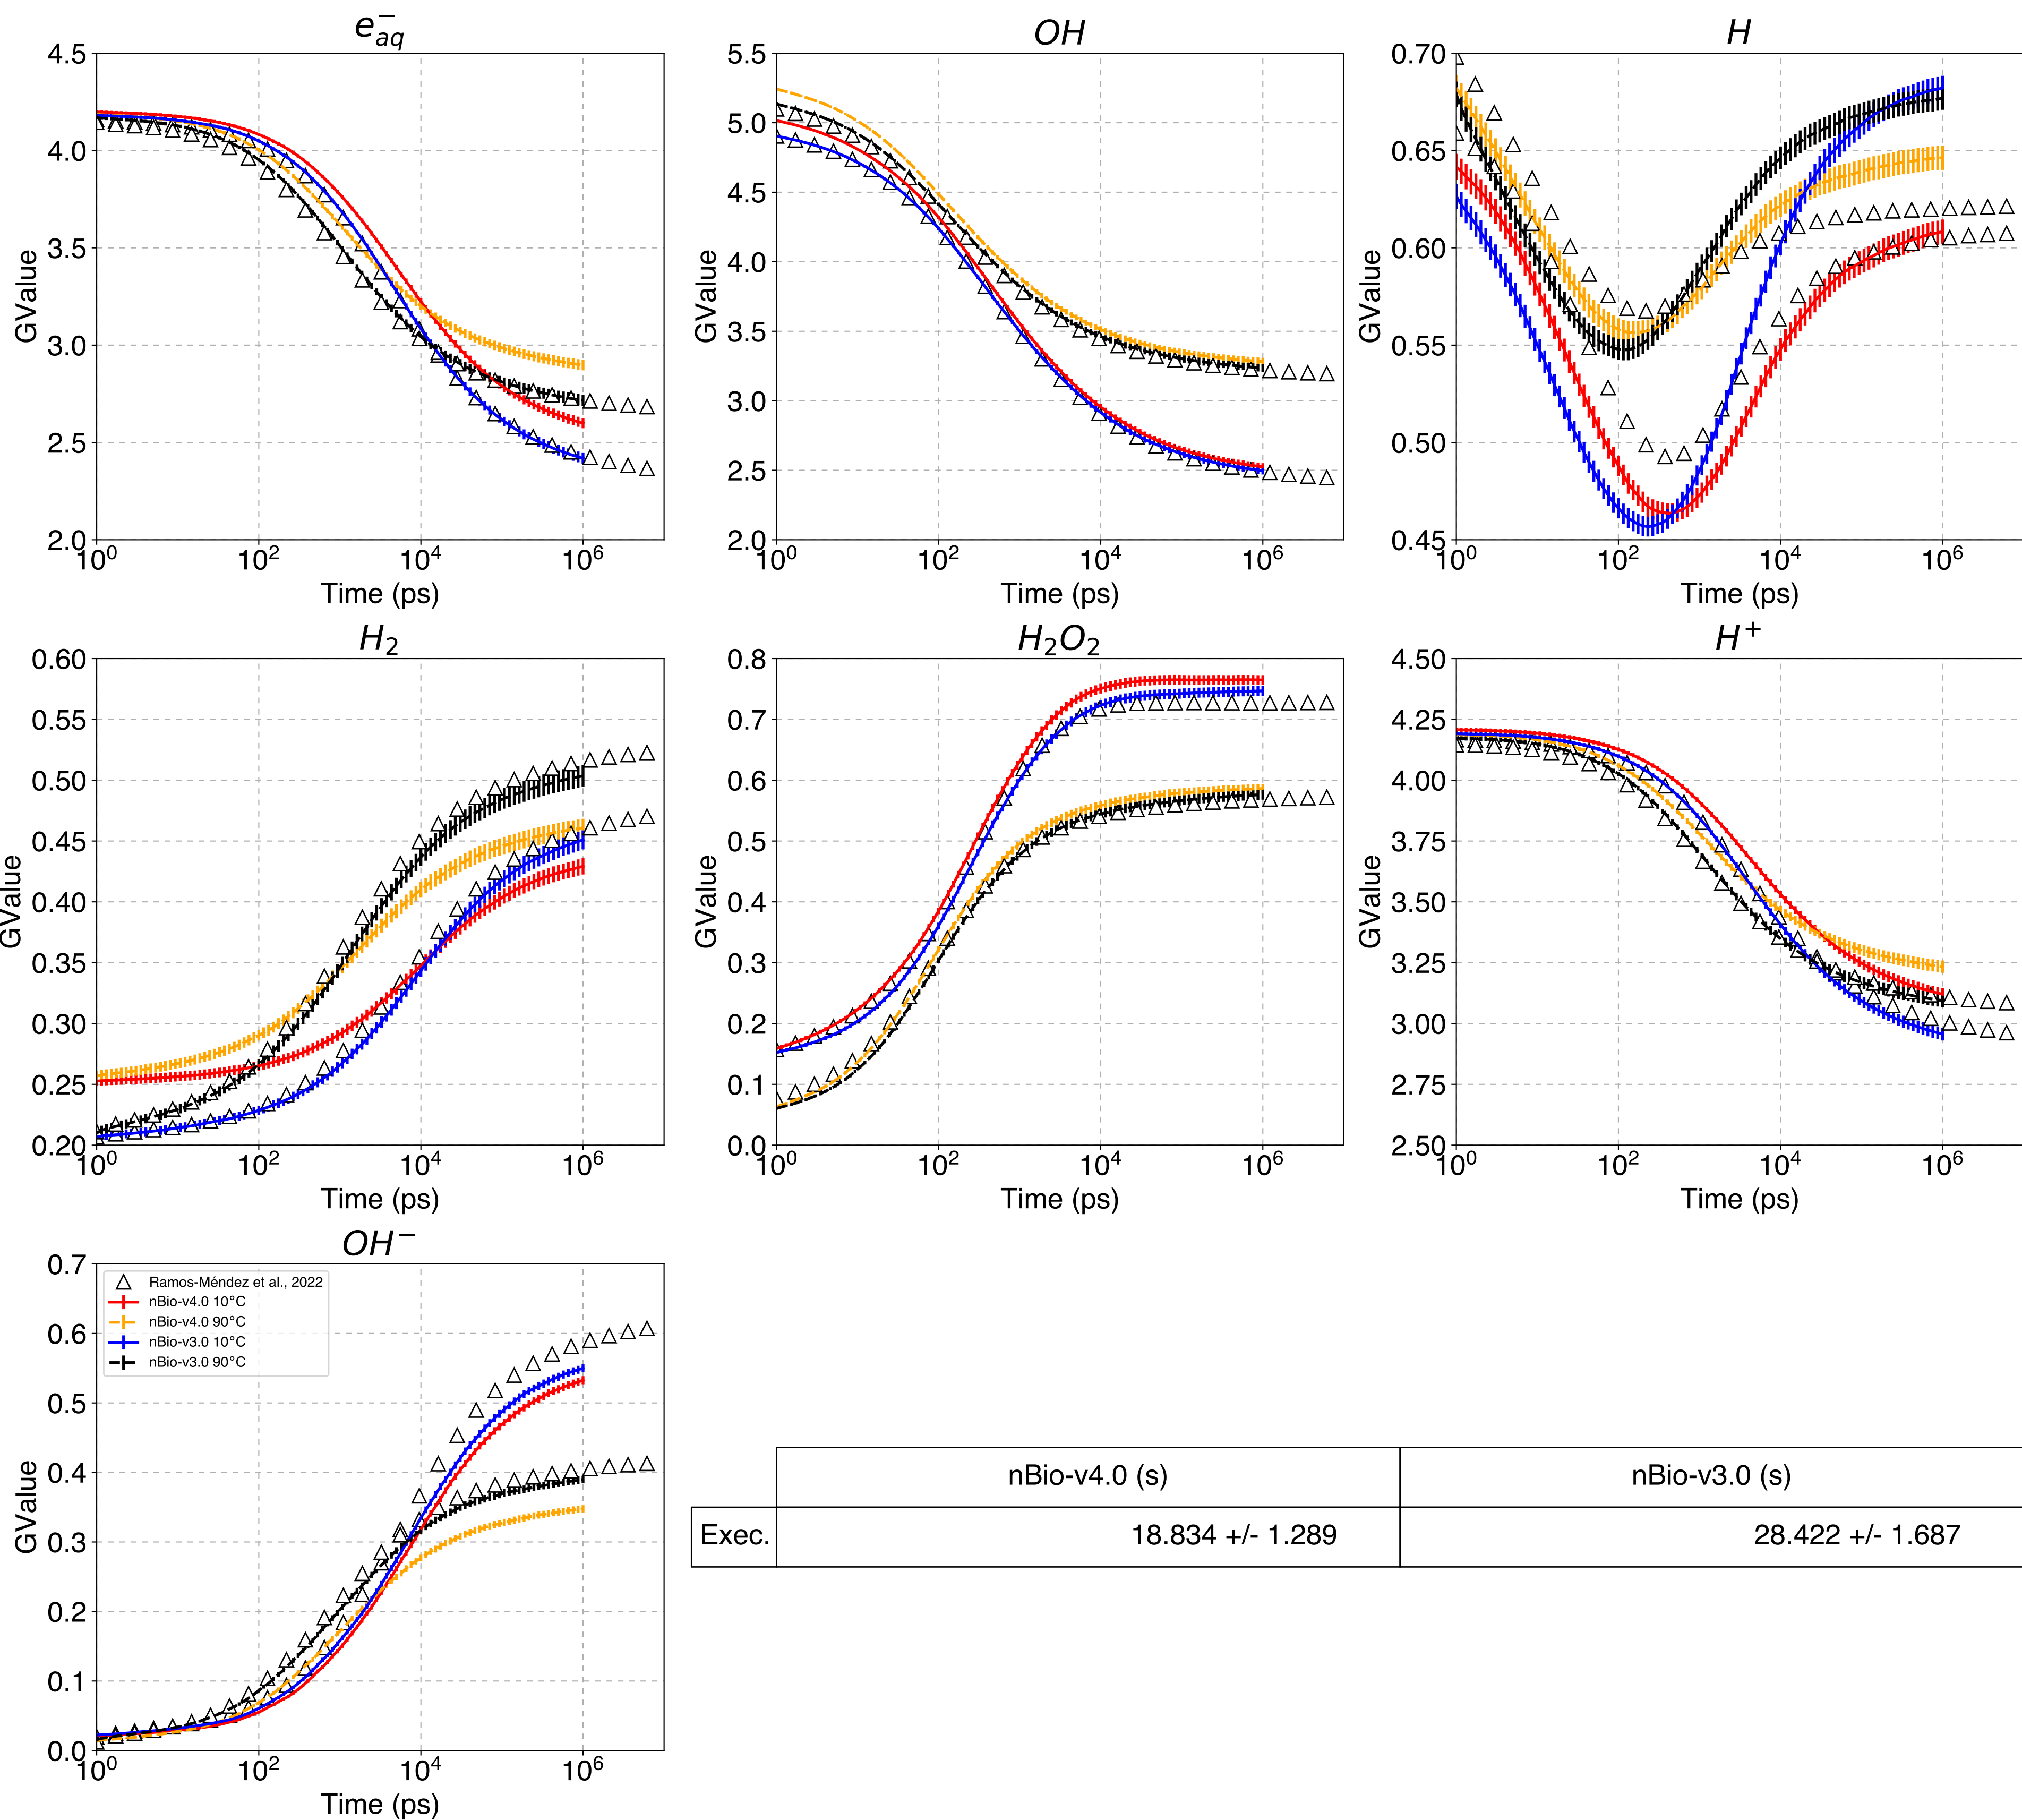 e⁻aq
4.5
4.0
3.5
3.0
2.5
2.0
GValue
10⁰ 10² 10⁴ 10⁶
Time (ps)
OH
5.5
5.0
4.5
4.0
3.5
3.0
2.5
2.0
GValue
10⁰ 10² 10⁴ 10⁶
Time (ps)
H
0.70
0.65
0.60
0.55
0.50
0.45
GValue
10⁰ 10² 10⁴ 10⁶
Time (ps)
H₂
0.60
0.55
0.50
0.45
0.40
0.35
0.30
0.25
0.20
GValue
10⁰ 10² 10⁴ 10⁶
Time (ps)
H₂O₂
0.8
0.7
0.6
0.5
0.4
0.3
0.2
0.1
0.0
GValue
10⁰ 10² 10⁴ 10⁶
Time (ps)
H⁺
4.50
4.25
4.00
3.75
3.50
3.25
3.00
2.75
2.50
GValue
10⁰ 10² 10⁴ 10⁶
Time (ps)
OH⁻
0.7
0.6
0.5
0.4
0.3
0.2
0.1
0.0
GValue
Ramos-Méndez et al., 2022
nBio-v4.0 10°C
nBio-v4.0 90°C
nBio-v3.0 10°C
nBio-v3.0 90°C
10⁰ 10² 10⁴ 10⁶
Time (ps)
nBio-v4.0 (s) nBio-v3.0 (s)
Exec. 18.834 +/- 1.289 28.422 +/- 1.687